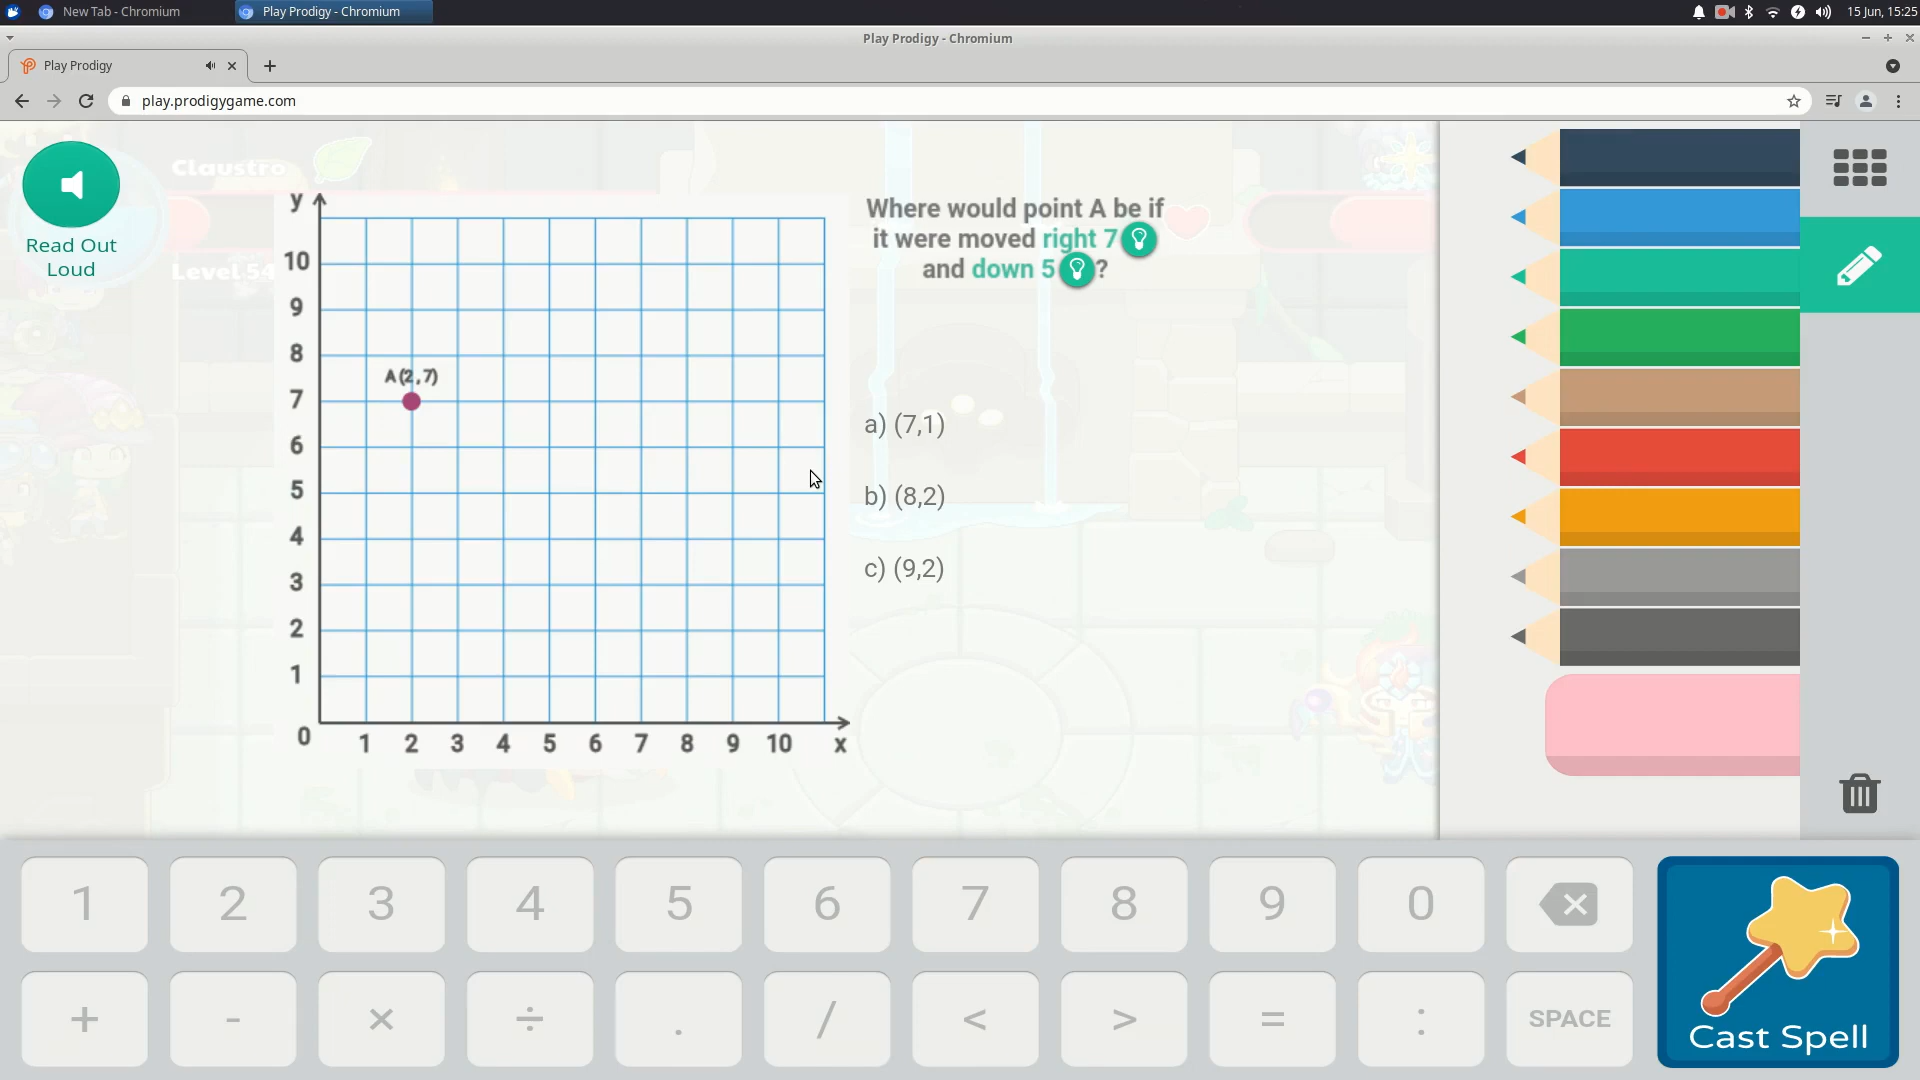 New Tab - Chromium
Play Prodigy - Chromium
15 Jun, 15:25
Play Prodigy - Chromium
Play Prodigy
play.prodigygame.com
Read Out
Loud
Claustro
Level 54
y
10
9
8
7
6
5
4
3
2
1
0
1 2 3 4 5 6 7 8 9 10 x
A(2,7)
Where would point A be if
it were moved right 7
and down 5 ?
a) (7,1)
b) (8,2)
c) (9,2)
1 2 3 4 5 6 7 8 9 0
+ - × ÷ . / < > = : SPACE
Cast Spell